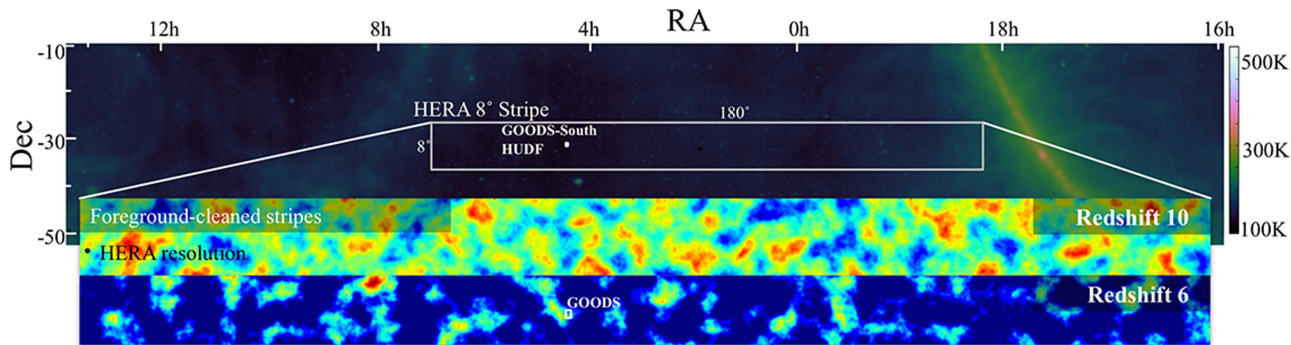 RA
12h 8h 4h 0h 18h 16h
-10
500K
HERA 8˚ Stripe
180˚
GOODS-South
Dec
-30
8˚
HUDF
300K
Foreground-cleaned stripes
Redshift 10
-50
100K
HERA resolution
Redshift 6
GOODS